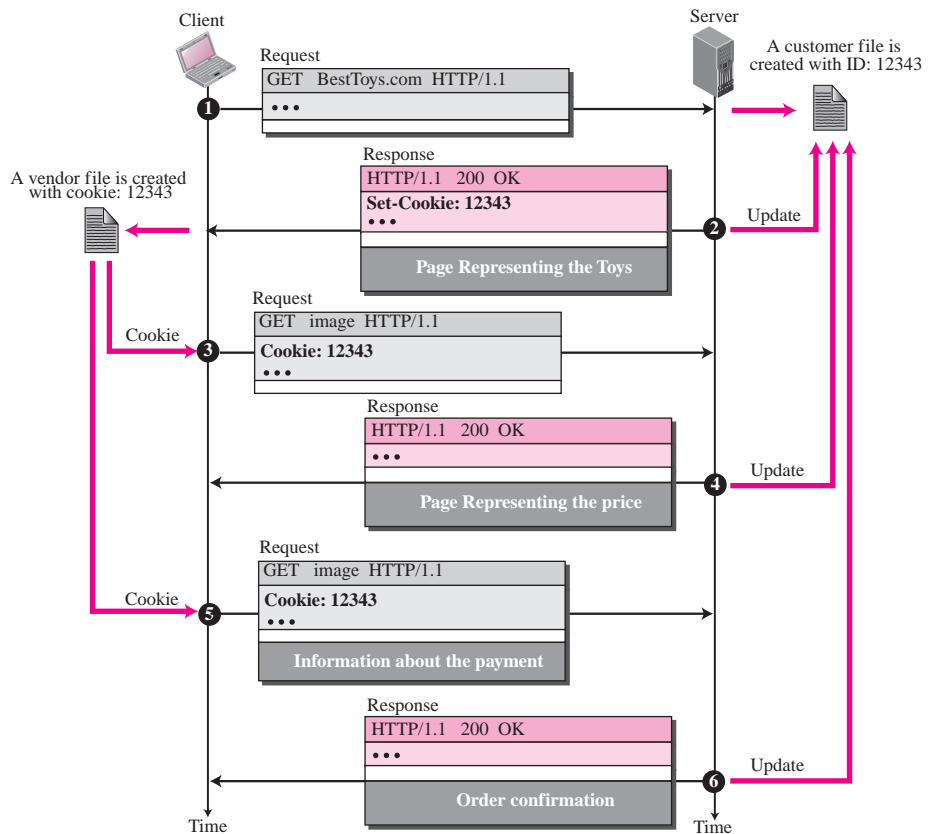 Client
Server
A customer file is
created with ID: 12343
Request
GET BestToys.com HTTP/1.1
•••
1
Response
A vendor file is created
with cookie: 12343
HTTP/1.1 200 OK
Set-Cookie: 12343
•••
2
Update
Page Representing the Toys
Request
GET image HTTP/1.1
Cookie
3
Cookie: 12343
•••
Response
HTTP/1.1 200 OK
•••
4
Update
Page Representing the price
Request
GET image HTTP/1.1
Cookie
5
Cookie: 12343
•••
Information about the payment
Response
HTTP/1.1 200 OK
•••
6
Update
Order confirmation
Time
Time